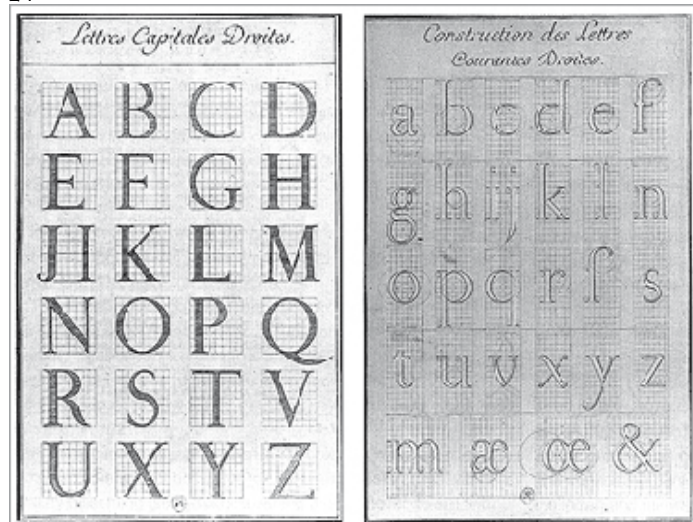 Lettres Capitales Droites.
A B C D
E F G H
J I K L M
N O P Q
R S T V
U X Y Z
Construction des Lettres
Courantes Droites.
a b c d e f
g h i j k l n
o p q r ſ s
t u v x y z
m æ œ &